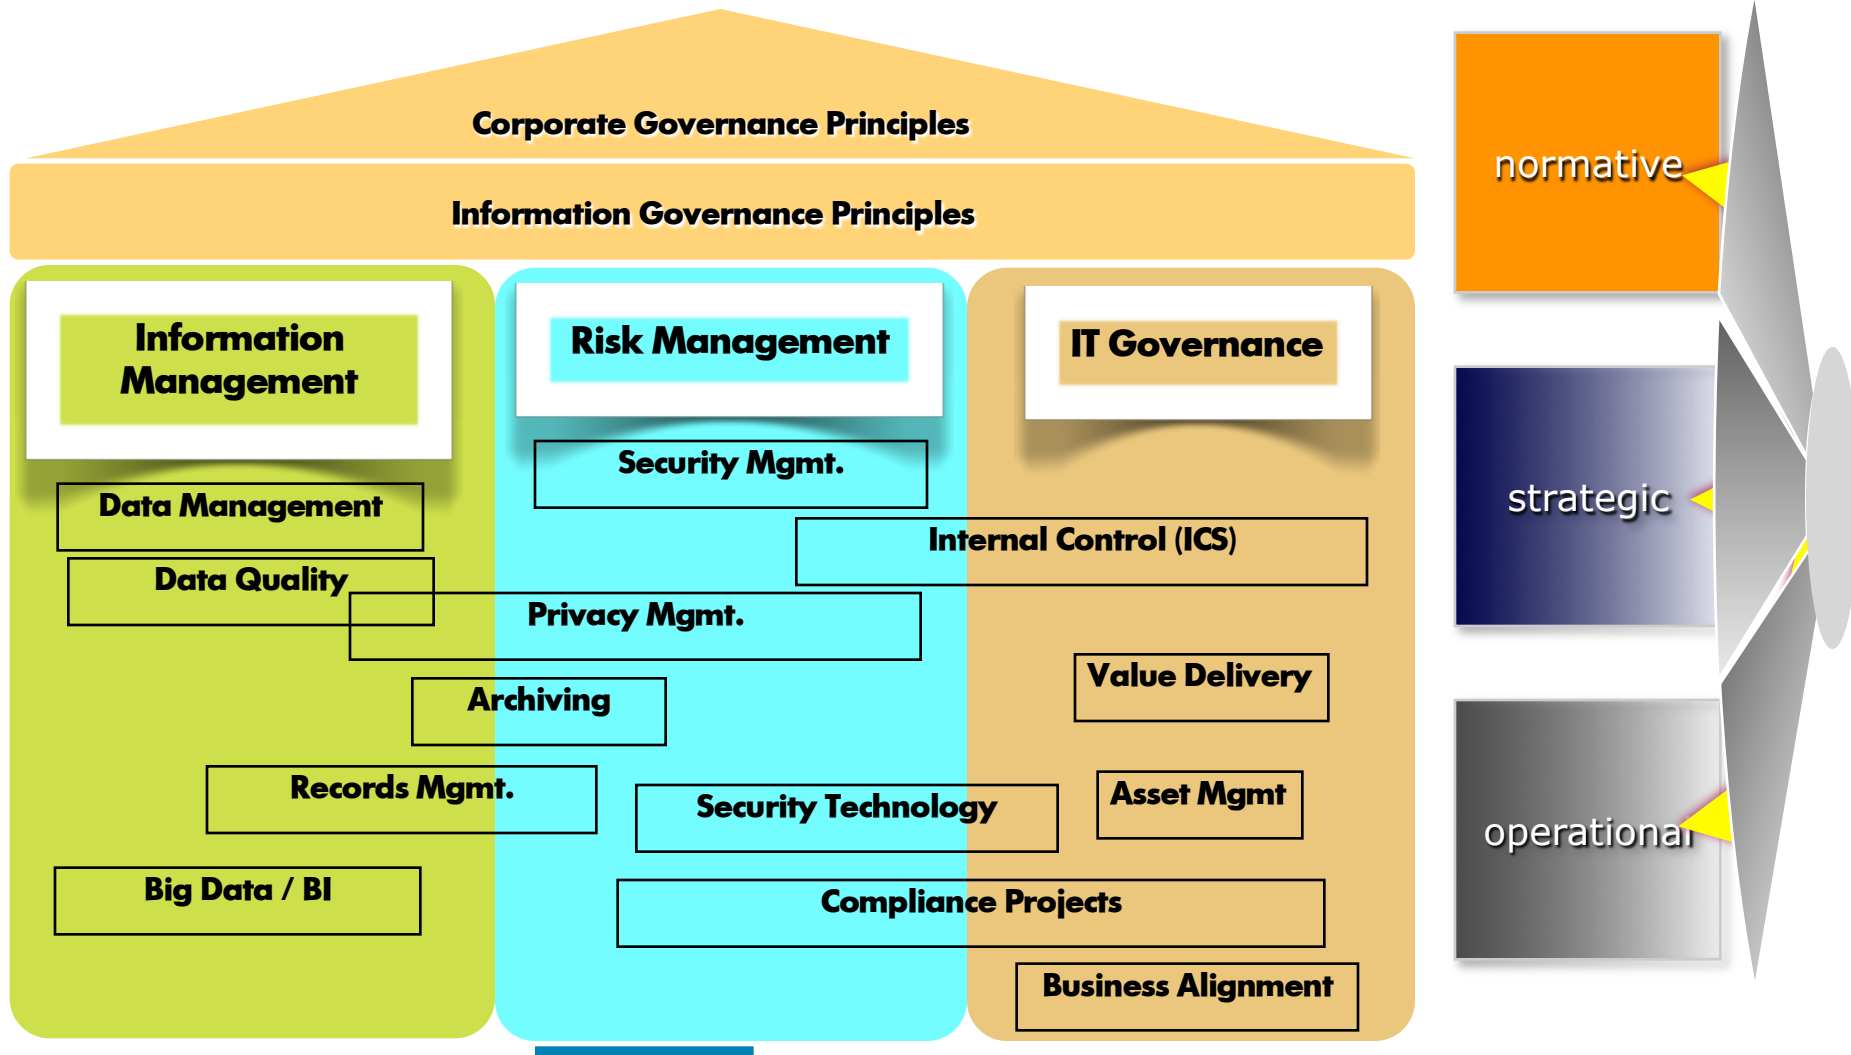 Corporate Governance Principles
Information Governance Principles
Information
Management
Risk Management
IT Governance
Security Mgmt.
Data Management
Internal Control (ICS)
Data Quality
Privacy Mgmt.
Value Delivery
Archiving
Records Mgmt.
Security Technology
Asset Mgmt
Big Data / BI
Compliance Projects
Business Alignment
normative
strategic
operational